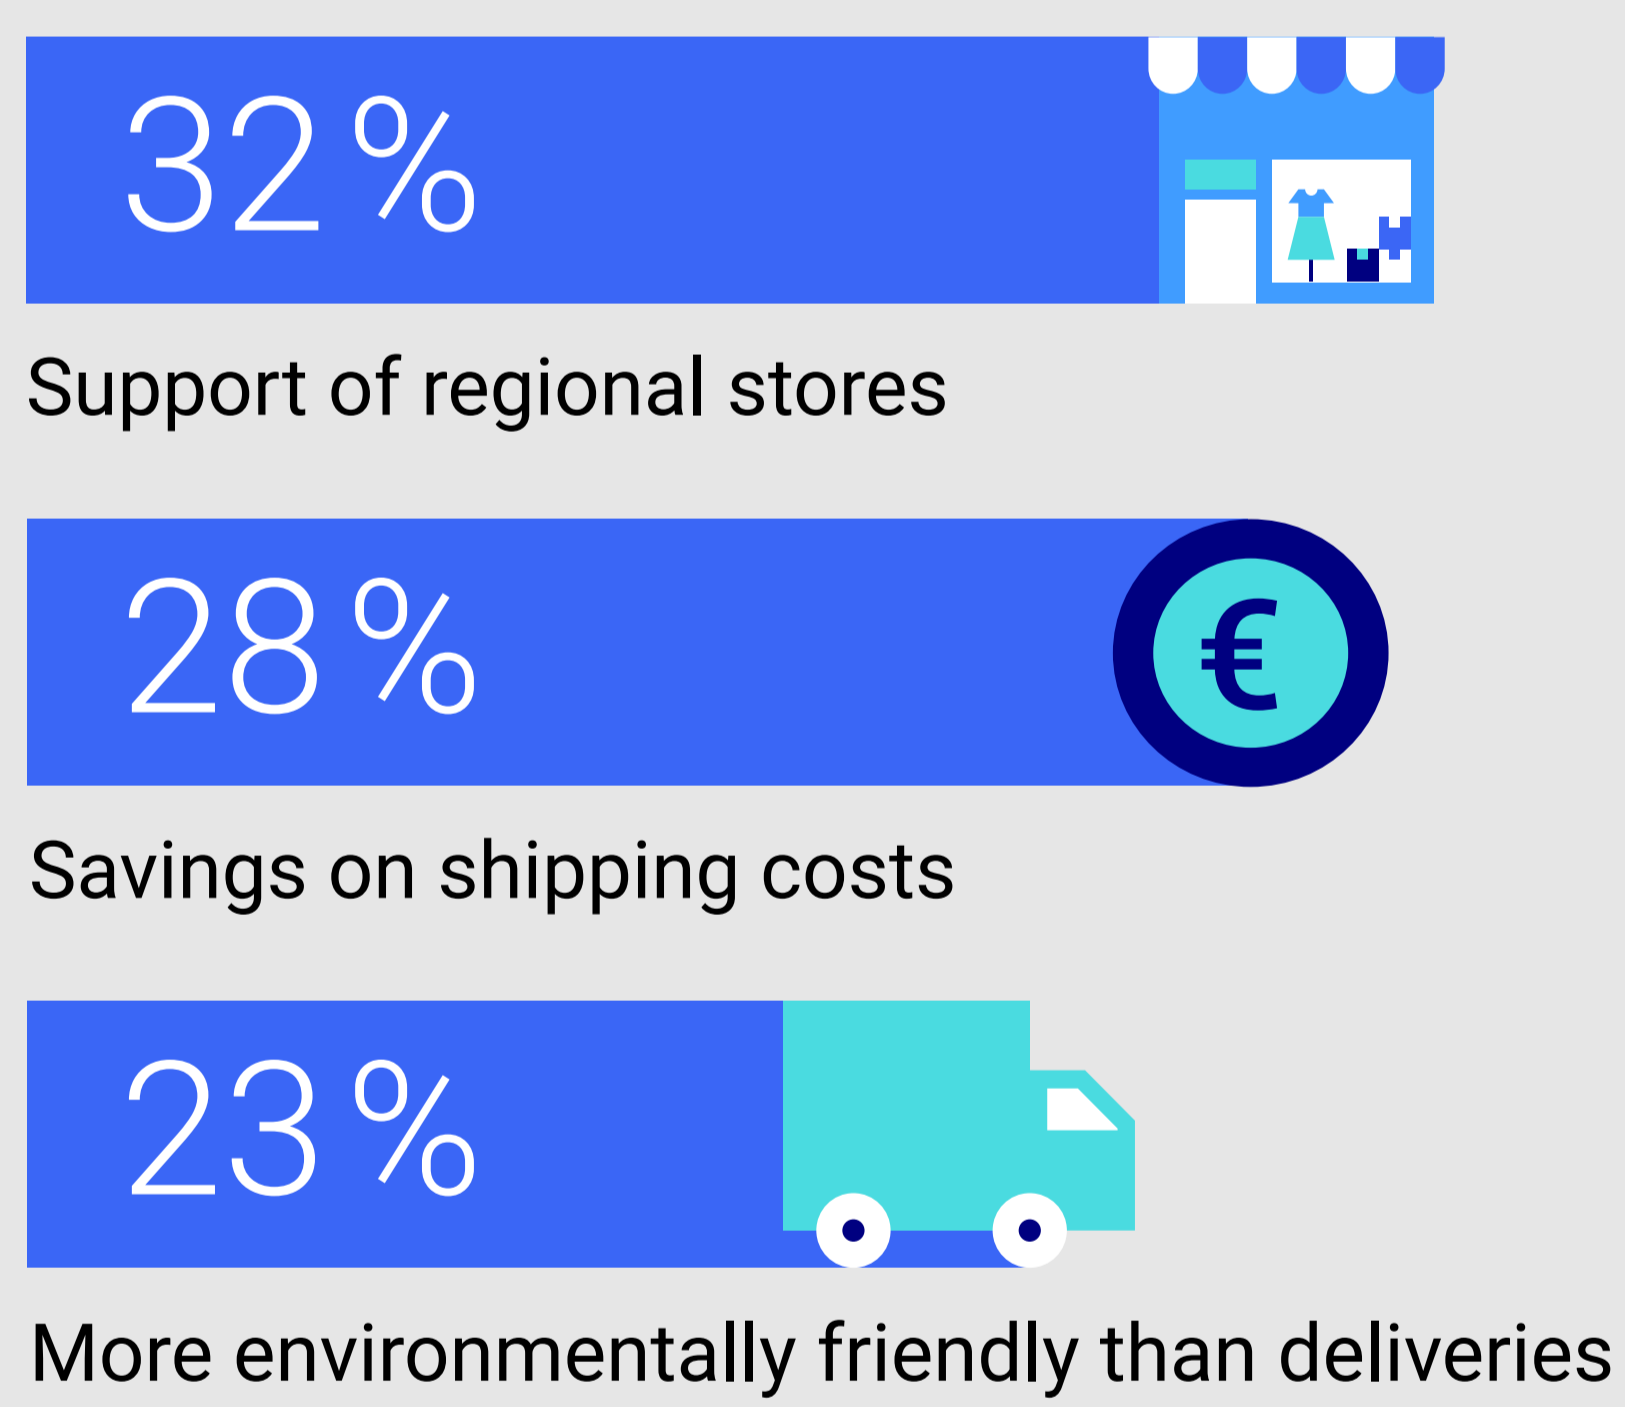 32 %
Support of regional stores
28 %
€
Savings on shipping costs
23 %
More environmentally friendly than deliveries